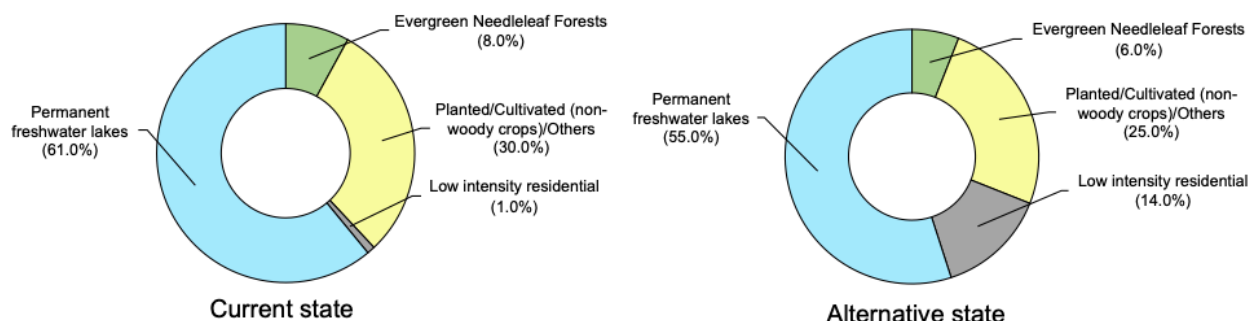 Evergreen Needleleaf Forests
(8.0%)
Permanent
freshwater lakes
(61.0%)
Planted/Cultivated (non-
woody crops)/Others
(30.0%)
Low intensity residential
(1.0%)
Current state
Evergreen Needleleaf Forests
(6.0%)
Permanent
freshwater lakes
(55.0%)
Planted/Cultivated (non-
woody crops)/Others
(25.0%)
Low intensity residential
(14.0%)
Alternative state